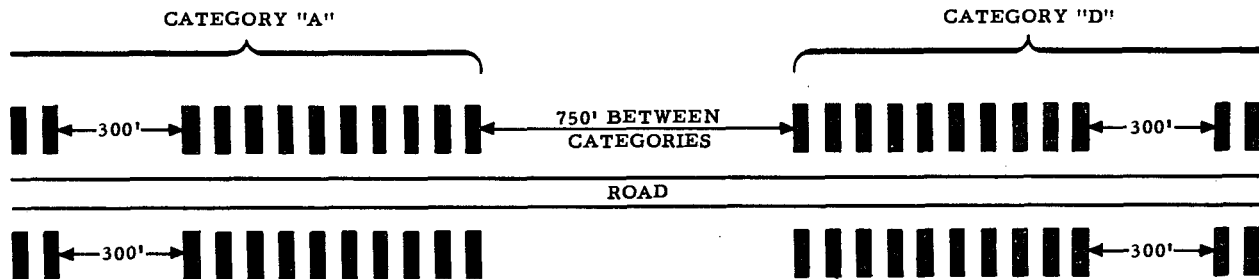 CATEGORY "A"
CATEGORY "D"
300'
750' BETWEEN
CATEGORIES
300'
ROAD
300'
300'